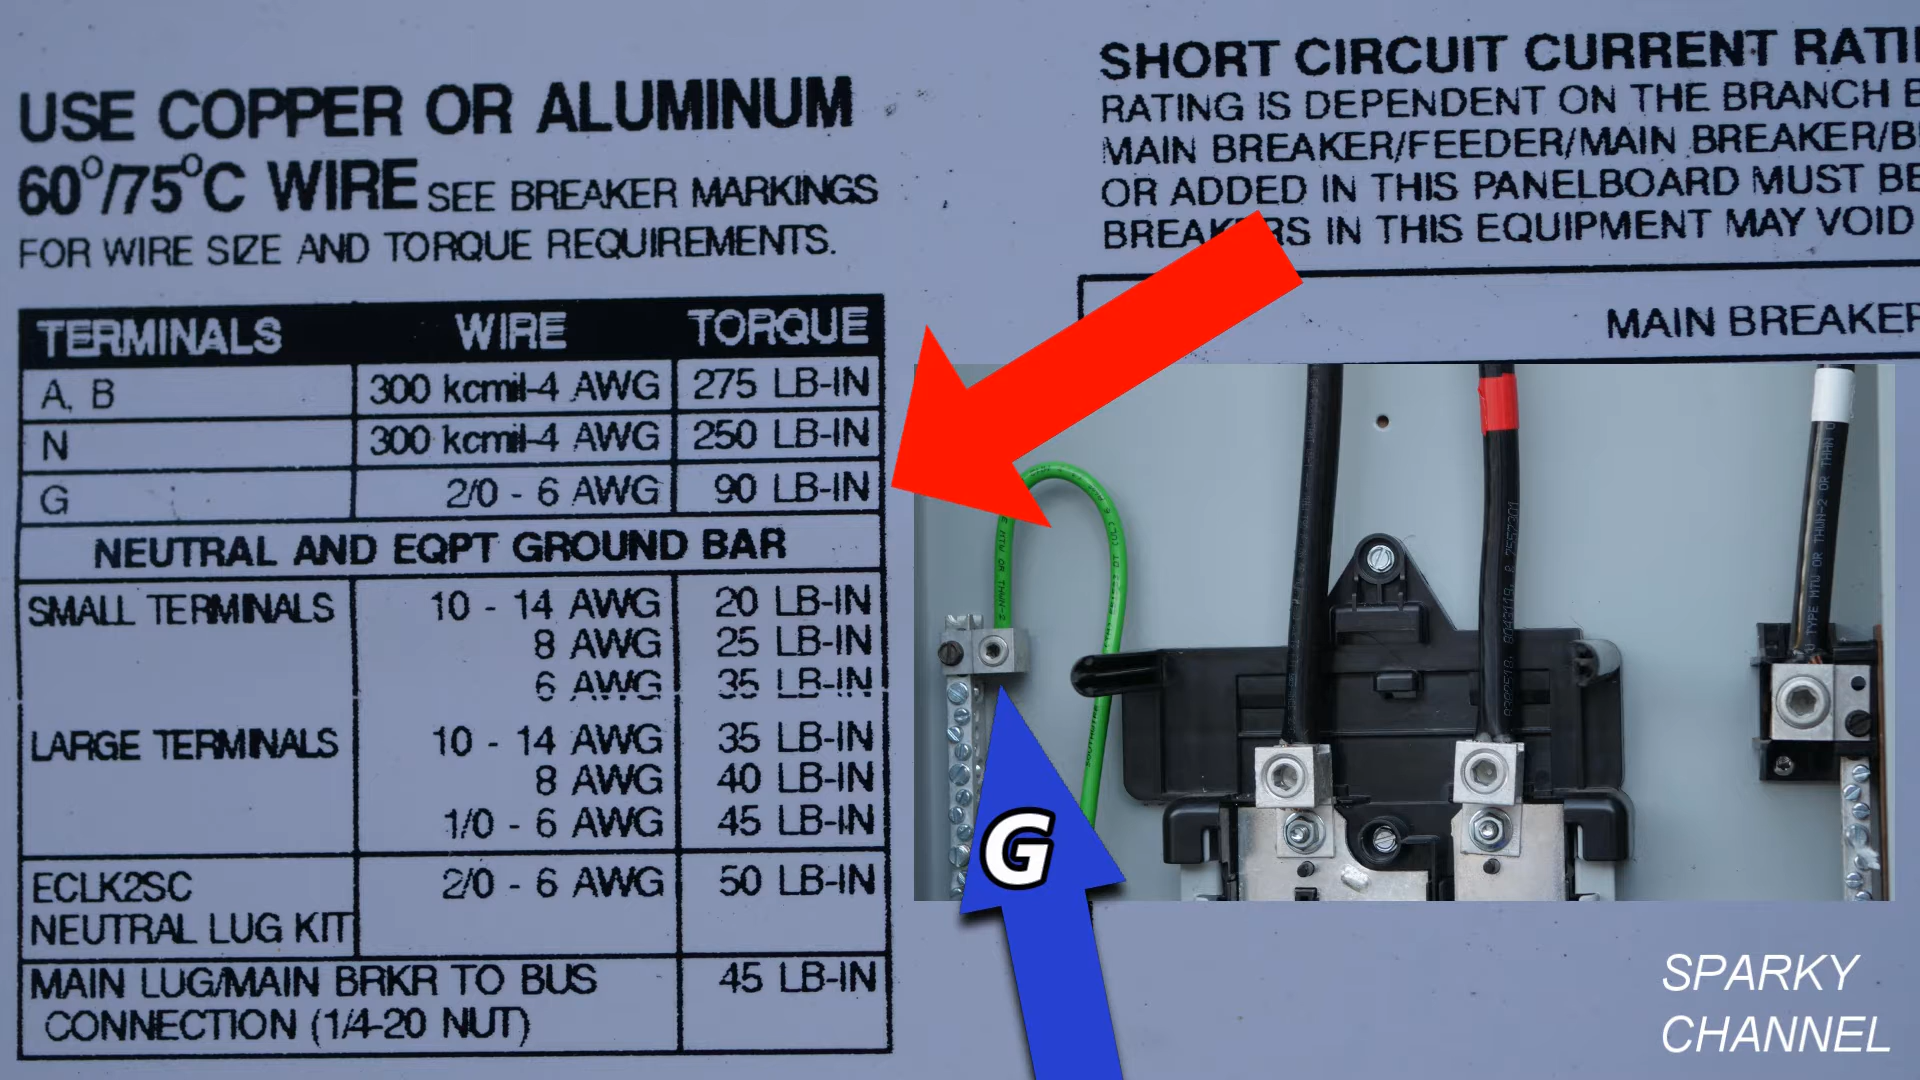 USE COPPER OR ALUMINUM
60°/75°C WIRE SEE BREAKER MARKINGS
FOR WIRE SIZE AND TORQUE REQUIREMENTS.
TERMINALS WIRE TORQUE
A, B 300 kcmil-4 AWG 275 LB-IN
N 300 kcmil-4 AWG 250 LB-IN
G 2/0 - 6 AWG 90 LB-IN
NEUTRAL AND EQPT GROUND BAR
SMALL TERMINALS 10 - 14 AWG 20 LB-IN
8 AWG 25 LB-IN
6 AWG 35 LB-IN
LARGE TERMINALS 10 - 14 AWG 35 LB-IN
8 AWG 40 LB-IN
1/0 - 6 AWG 45 LB-IN
ECLK2SC 2/0 - 6 AWG 50 LB-IN
NEUTRAL LUG KIT
MAIN LUG/MAIN BRKR TO BUS 45 LB-IN
CONNECTION (1/4-20 NUT)
SHORT CIRCUIT CURRENT RATI
RATING IS DEPENDENT ON THE BRANCH B
MAIN BREAKER/FEEDER/MAIN BREAKER/B
OR ADDED IN THIS PANELBOARD MUST BE
BREAKERS IN THIS EQUIPMENT MAY VOID
MAIN BREAKER
TYPE MTW OR THWN-2 OR THHN
G
SPARKY
CHANNEL